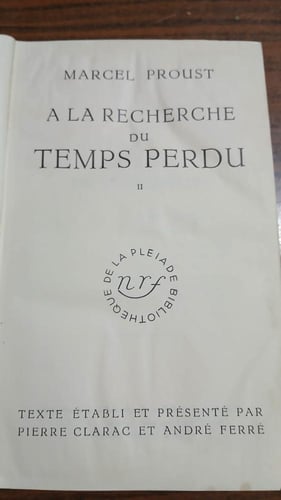 MARCEL PROUST
A LA RECHERCHE
DU
TEMPS PERDU
II
BIBLIOTHEQUE DE LA PLEIADE
nrf
TEXTE ÉTABLI ET PRÉSENTÉ PAR
PIERRE CLARAC ET ANDRÉ FERRÉ